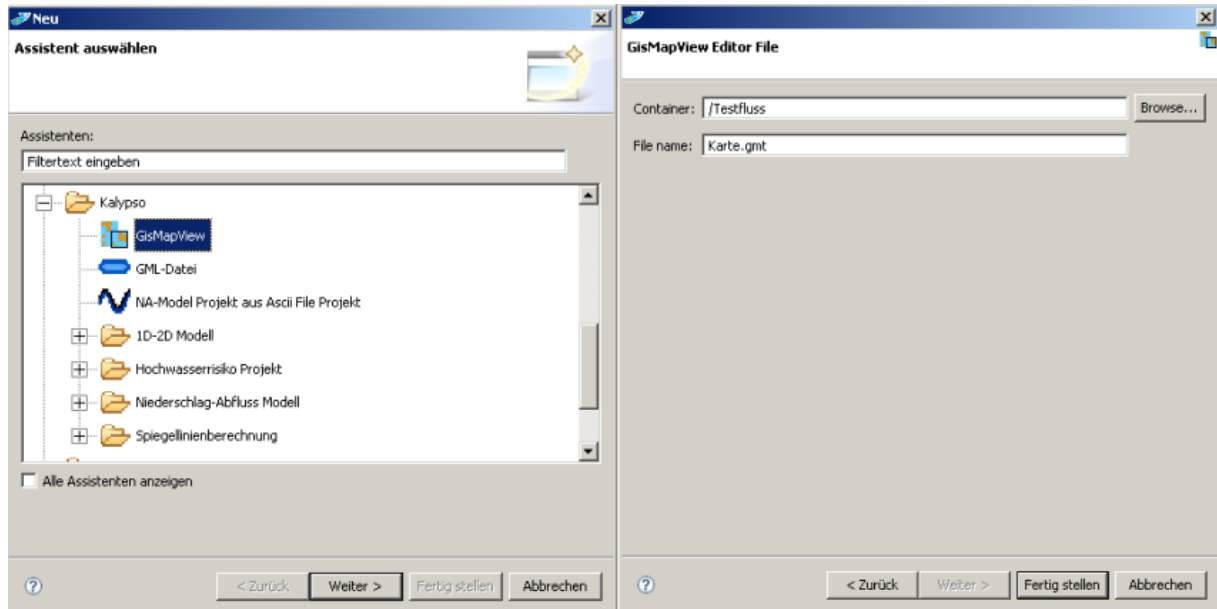 Neu
Assistent auswählen
Assistenten:
Filtertext eingeben
Kalypso
GisMapView
GML-Datei
NA-Model Projekt aus Ascii File Projekt
1D-2D Modell
Hochwasserrisiko Projekt
Niederschlag-Abfluss Modell
Spiegellinienberechnung
Alle Assistenten anzeigen
< Zurück
Weiter >
Fertig stellen
Abbrechen
GisMapView Editor File
Container:
/Testfluss
Browse...
File name:
Karte.gmt
< Zurück
Weiter >
Fertig stellen
Abbrechen